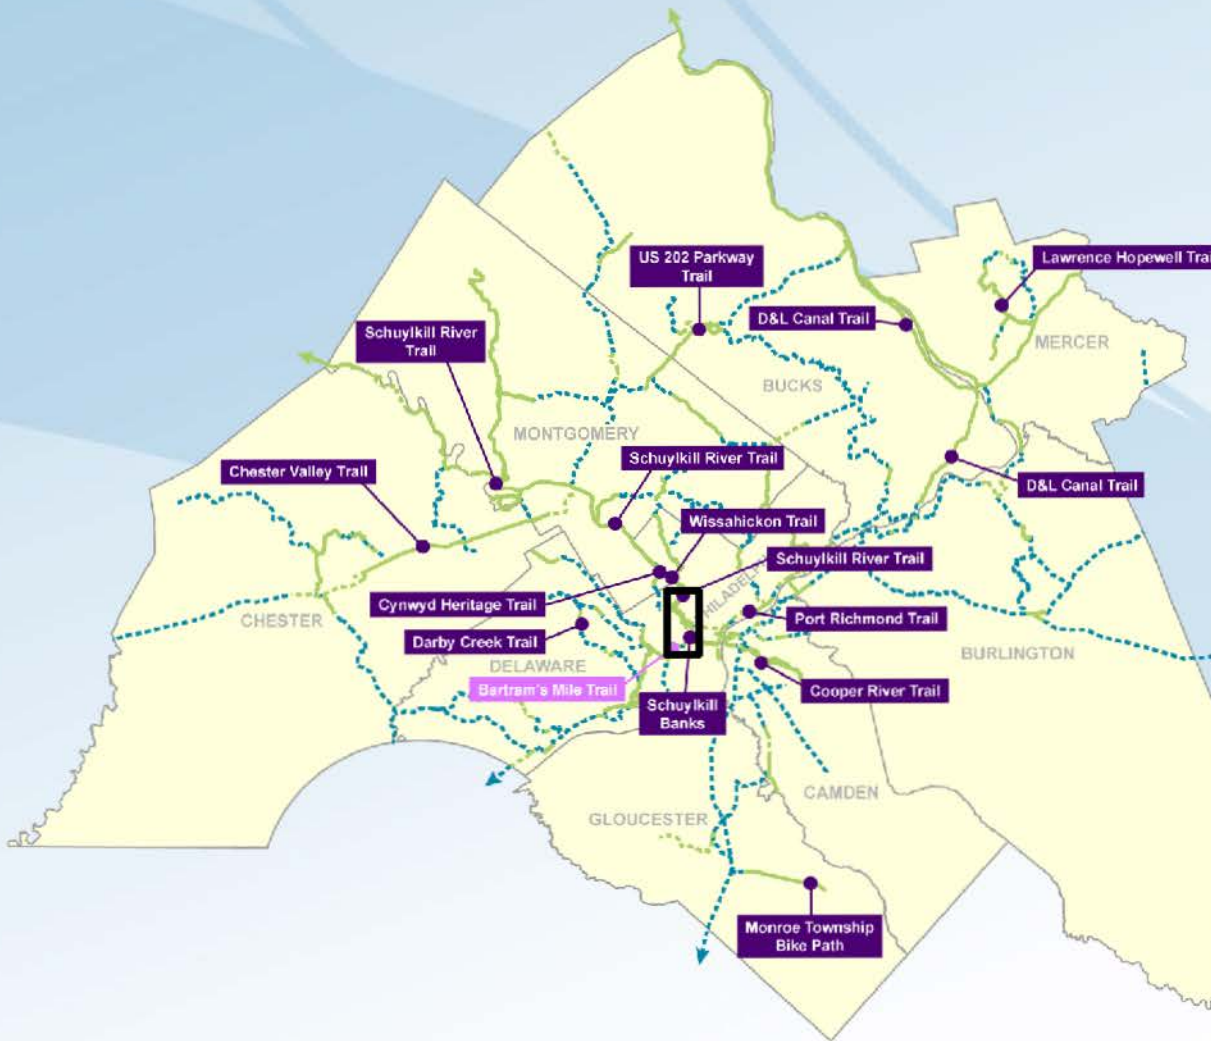 US 202 Parkway
Trail
Lawrence Hopewell Trai
D&L Canal Trail
Schuylkill River
Trail
MERCER
BUCKS
MONTGOMERY
Schuylkill River Trail
Chester Valley Trail
D&L Canal Trail
Wissahickon Trail
Schuylkill River Trail
HILADELP
Cynwyd Heritage Trail
Port Richmond Trail
CHESTER
Darby Creek Trail
BURLINGTON
DELAWARE
Bartram's Mile Trail
Cooper River Trail
Schuylkill
Banks
CAMDEN
GLOUCESTER
Monroe Township
Bike Path